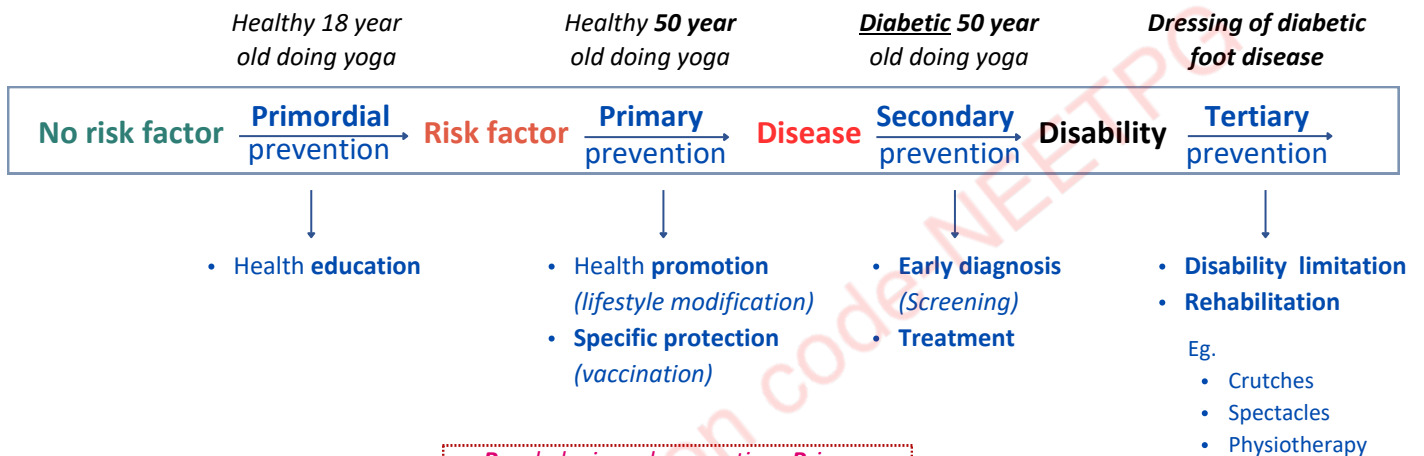 Healthy 18 year
old doing yoga
Healthy 50 year
old doing yoga
Diabetic 50 year
old doing yoga
Dressing of diabetic
foot disease
No risk factor
Primordial
prevention
Risk factor
Primary
prevention
Disease
Secondary
prevention
Disability
Tertiary
prevention
• Health education
• Health promotion
(lifestyle modification)
• Specific protection
(vaccination)
• Early diagnosis
(Screening)
• Treatment
• Disability limitation
• Rehabilitation
Eg.
• Crutches
• Spectacles
• Physiotherapy
on code-NEETPG